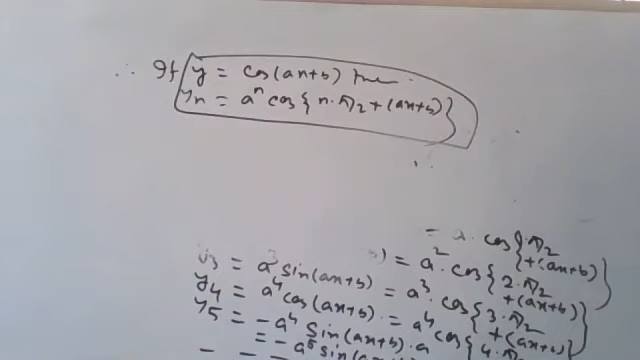 ∴ If y = cos(ax+b) then
yn = a^n cos{n·π/2+(ax+b)}
cos{1·π/2
+(ax+b)}
y3 = a^3 sin(ax+b) = a^2·cos{2·π/2
+(ax+b)}
y4 = a^4 cos(ax+b) = a^3·cos{3·π/2
+(ax+b)}
y5 = -a^4 sin(ax+b)·a = a^4 cos{4·π/2
= -a^5 sin(ax